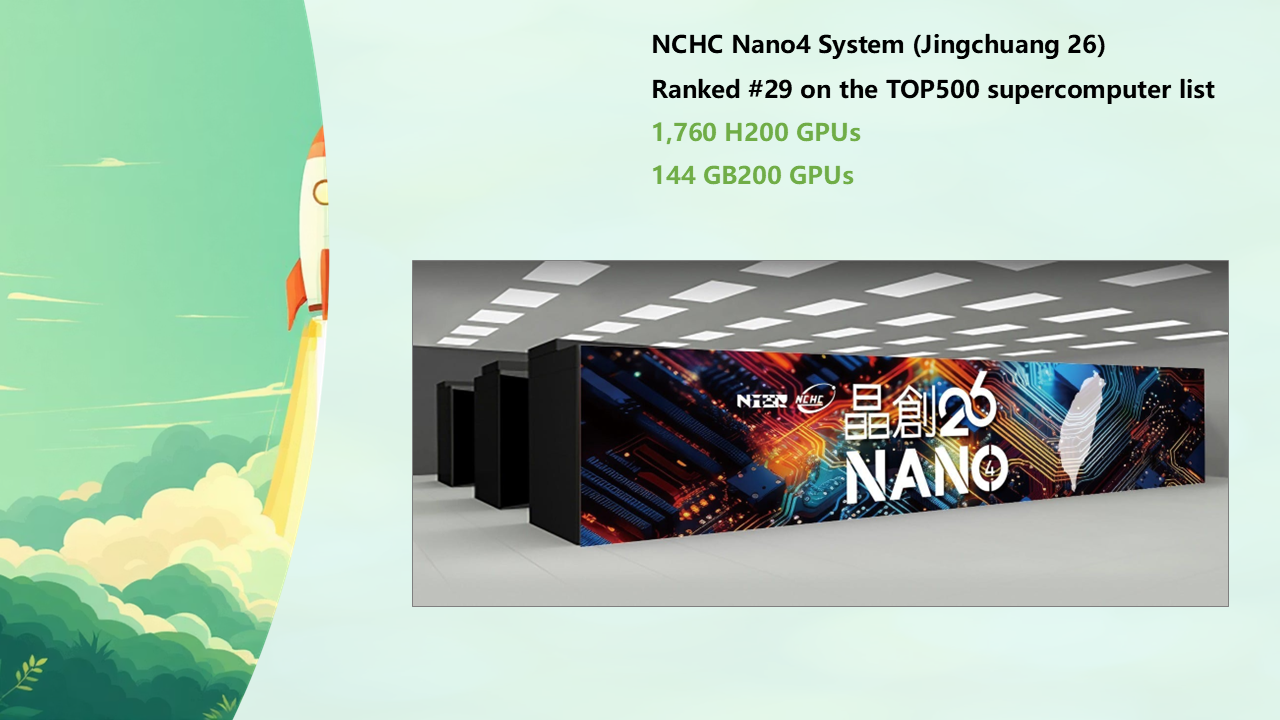 NCHC Nano4 System (Jingchuang 26)
Ranked #29 on the TOP500 supercomputer list
1,760 H200 GPUs
144 GB200 GPUs
NIAR NCHC
晶創26
NANO
4